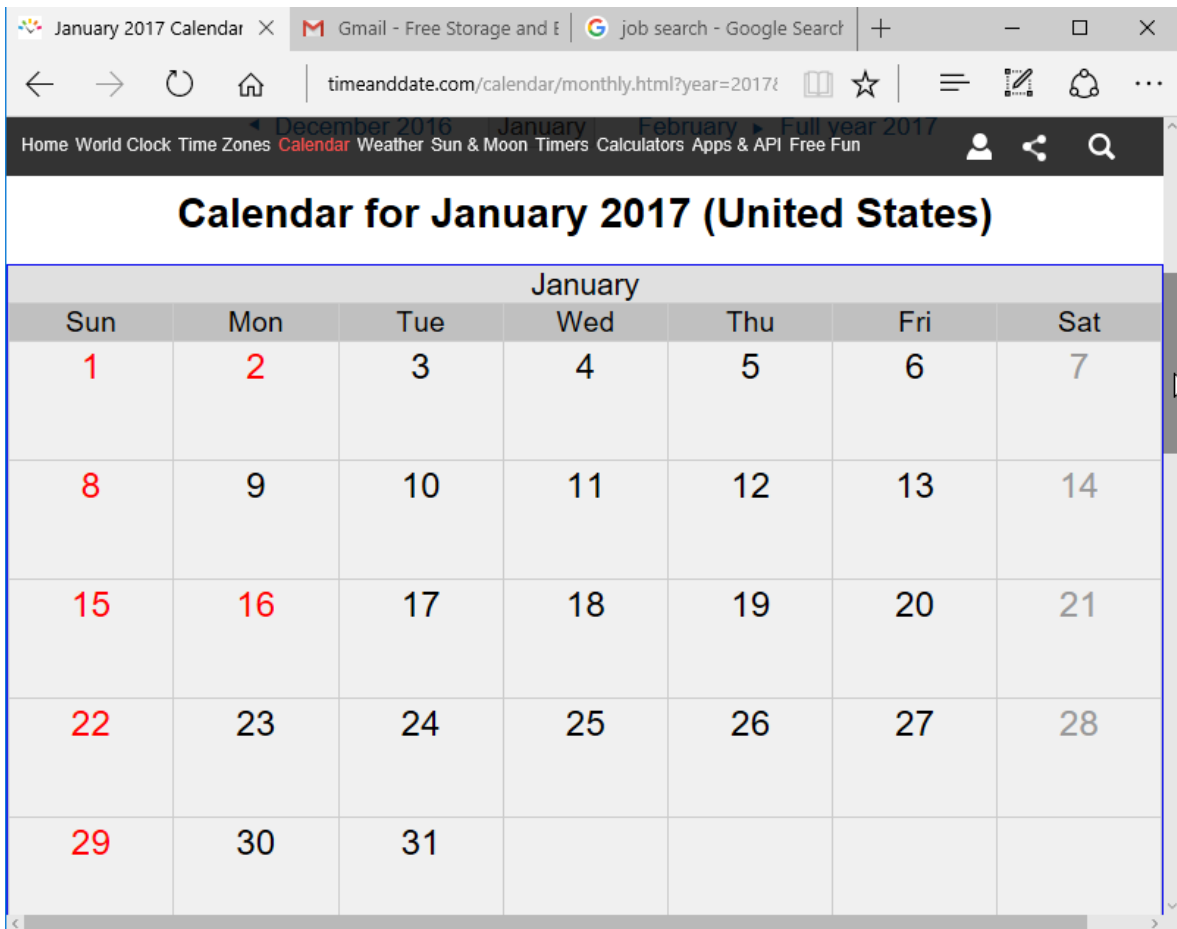 January 2017 Calendar Gmail - Free Storage and E job search - Google Search
timeanddate.com/calendar/monthly.html?year=2017&
December 2016 January February Full year 2017
Home World Clock Time Zones Calendar Weather Sun & Moon Timers Calculators Apps & API Free Fun
Calendar for January 2017 (United States)
January
Sun Mon Tue Wed Thu Fri Sat
1 2 3 4 5 6 7
8 9 10 11 12 13 14
15 16 17 18 19 20 21
22 23 24 25 26 27 28
29 30 31